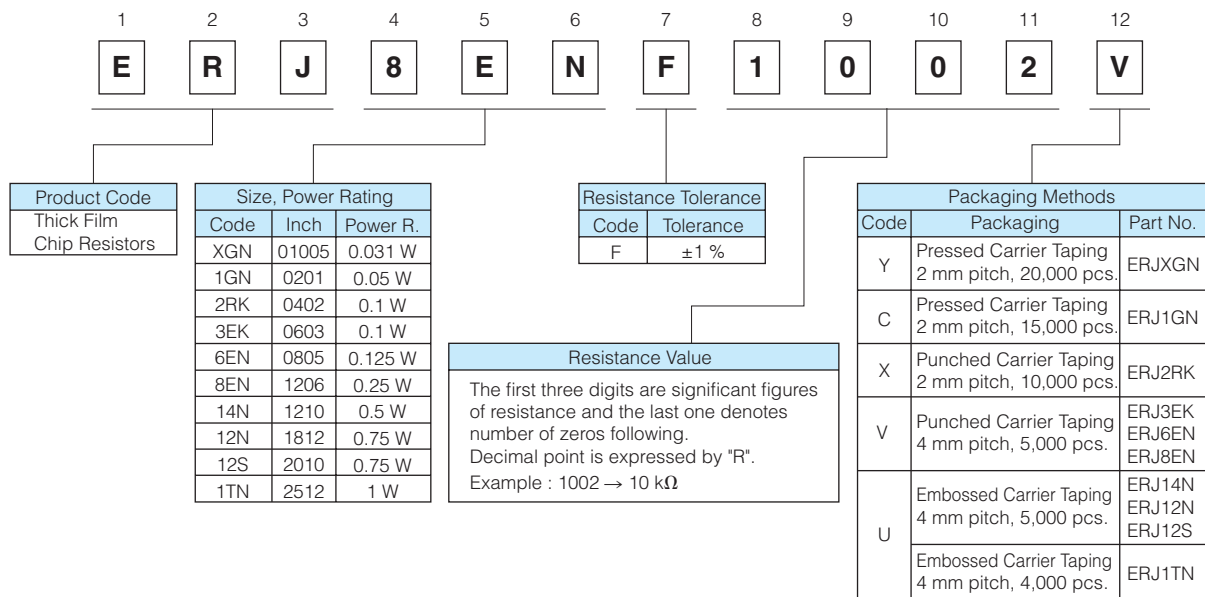 1 2 3 4 5 6 7 8 9 10 11 12
E R J 8 E N F 1 0 0 2 V
Product Code
Thick Film
Chip Resistors
Size, Power Rating
Code Inch Power R.
XGN 01005 0.031 W
1GN 0201 0.05 W
2RK 0402 0.1 W
3EK 0603 0.1 W
6EN 0805 0.125 W
8EN 1206 0.25 W
14N 1210 0.5 W
12N 1812 0.75 W
12S 2010 0.75 W
1TN 2512 1 W
Resistance Tolerance
Code Tolerance
F ±1 %
Resistance Value
The first three digits are significant figures
of resistance and the last one denotes
number of zeros following.
Decimal point is expressed by "R".
Example : 1002 → 10 kΩ
Packaging Methods
Code Packaging Part No.
Y Pressed Carrier Taping
2 mm pitch, 20,000 pcs. ERJXGN
C Pressed Carrier Taping
2 mm pitch, 15,000 pcs. ERJ1GN
X Punched Carrier Taping
2 mm pitch, 10,000 pcs. ERJ2RK
V Punched Carrier Taping
4 mm pitch, 5,000 pcs.
ERJ3EK
ERJ6EN
ERJ8EN
U Embossed Carrier Taping
4 mm pitch, 5,000 pcs.
ERJ14N
ERJ12N
ERJ12S
Embossed Carrier Taping
4 mm pitch, 4,000 pcs. ERJ1TN